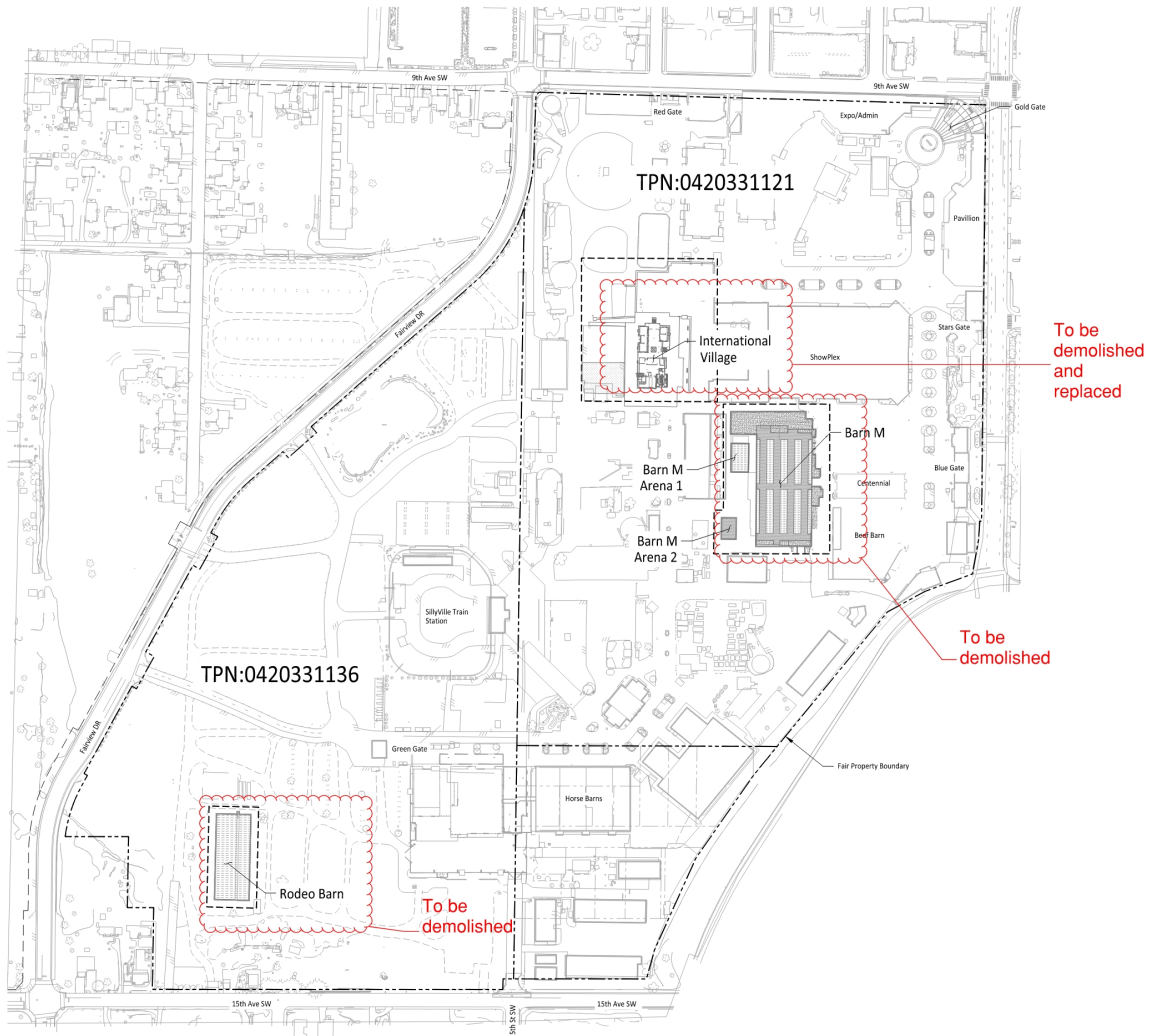 9th Ave SW
9th Ave SW
Red Gate
Expo/Admin
Gold Gate
TPN:0420331121
Pavillion
Fairview DR
International
Village
ShowPlex
Stars Gate
To be
demolished
and
replaced
Barn M
Barn M
Arena 1
Blue Gate
Centennial
Barn M
Arena 2
Beef Barn
SillyVille Train
Station
To be
demolished
TPN:0420331136
Fairview DR
Green Gate
Fair Property Boundary
Horse Barns
Rodeo Barn
To be
demolished
15th Ave SW
15th Ave SW
5th St SW